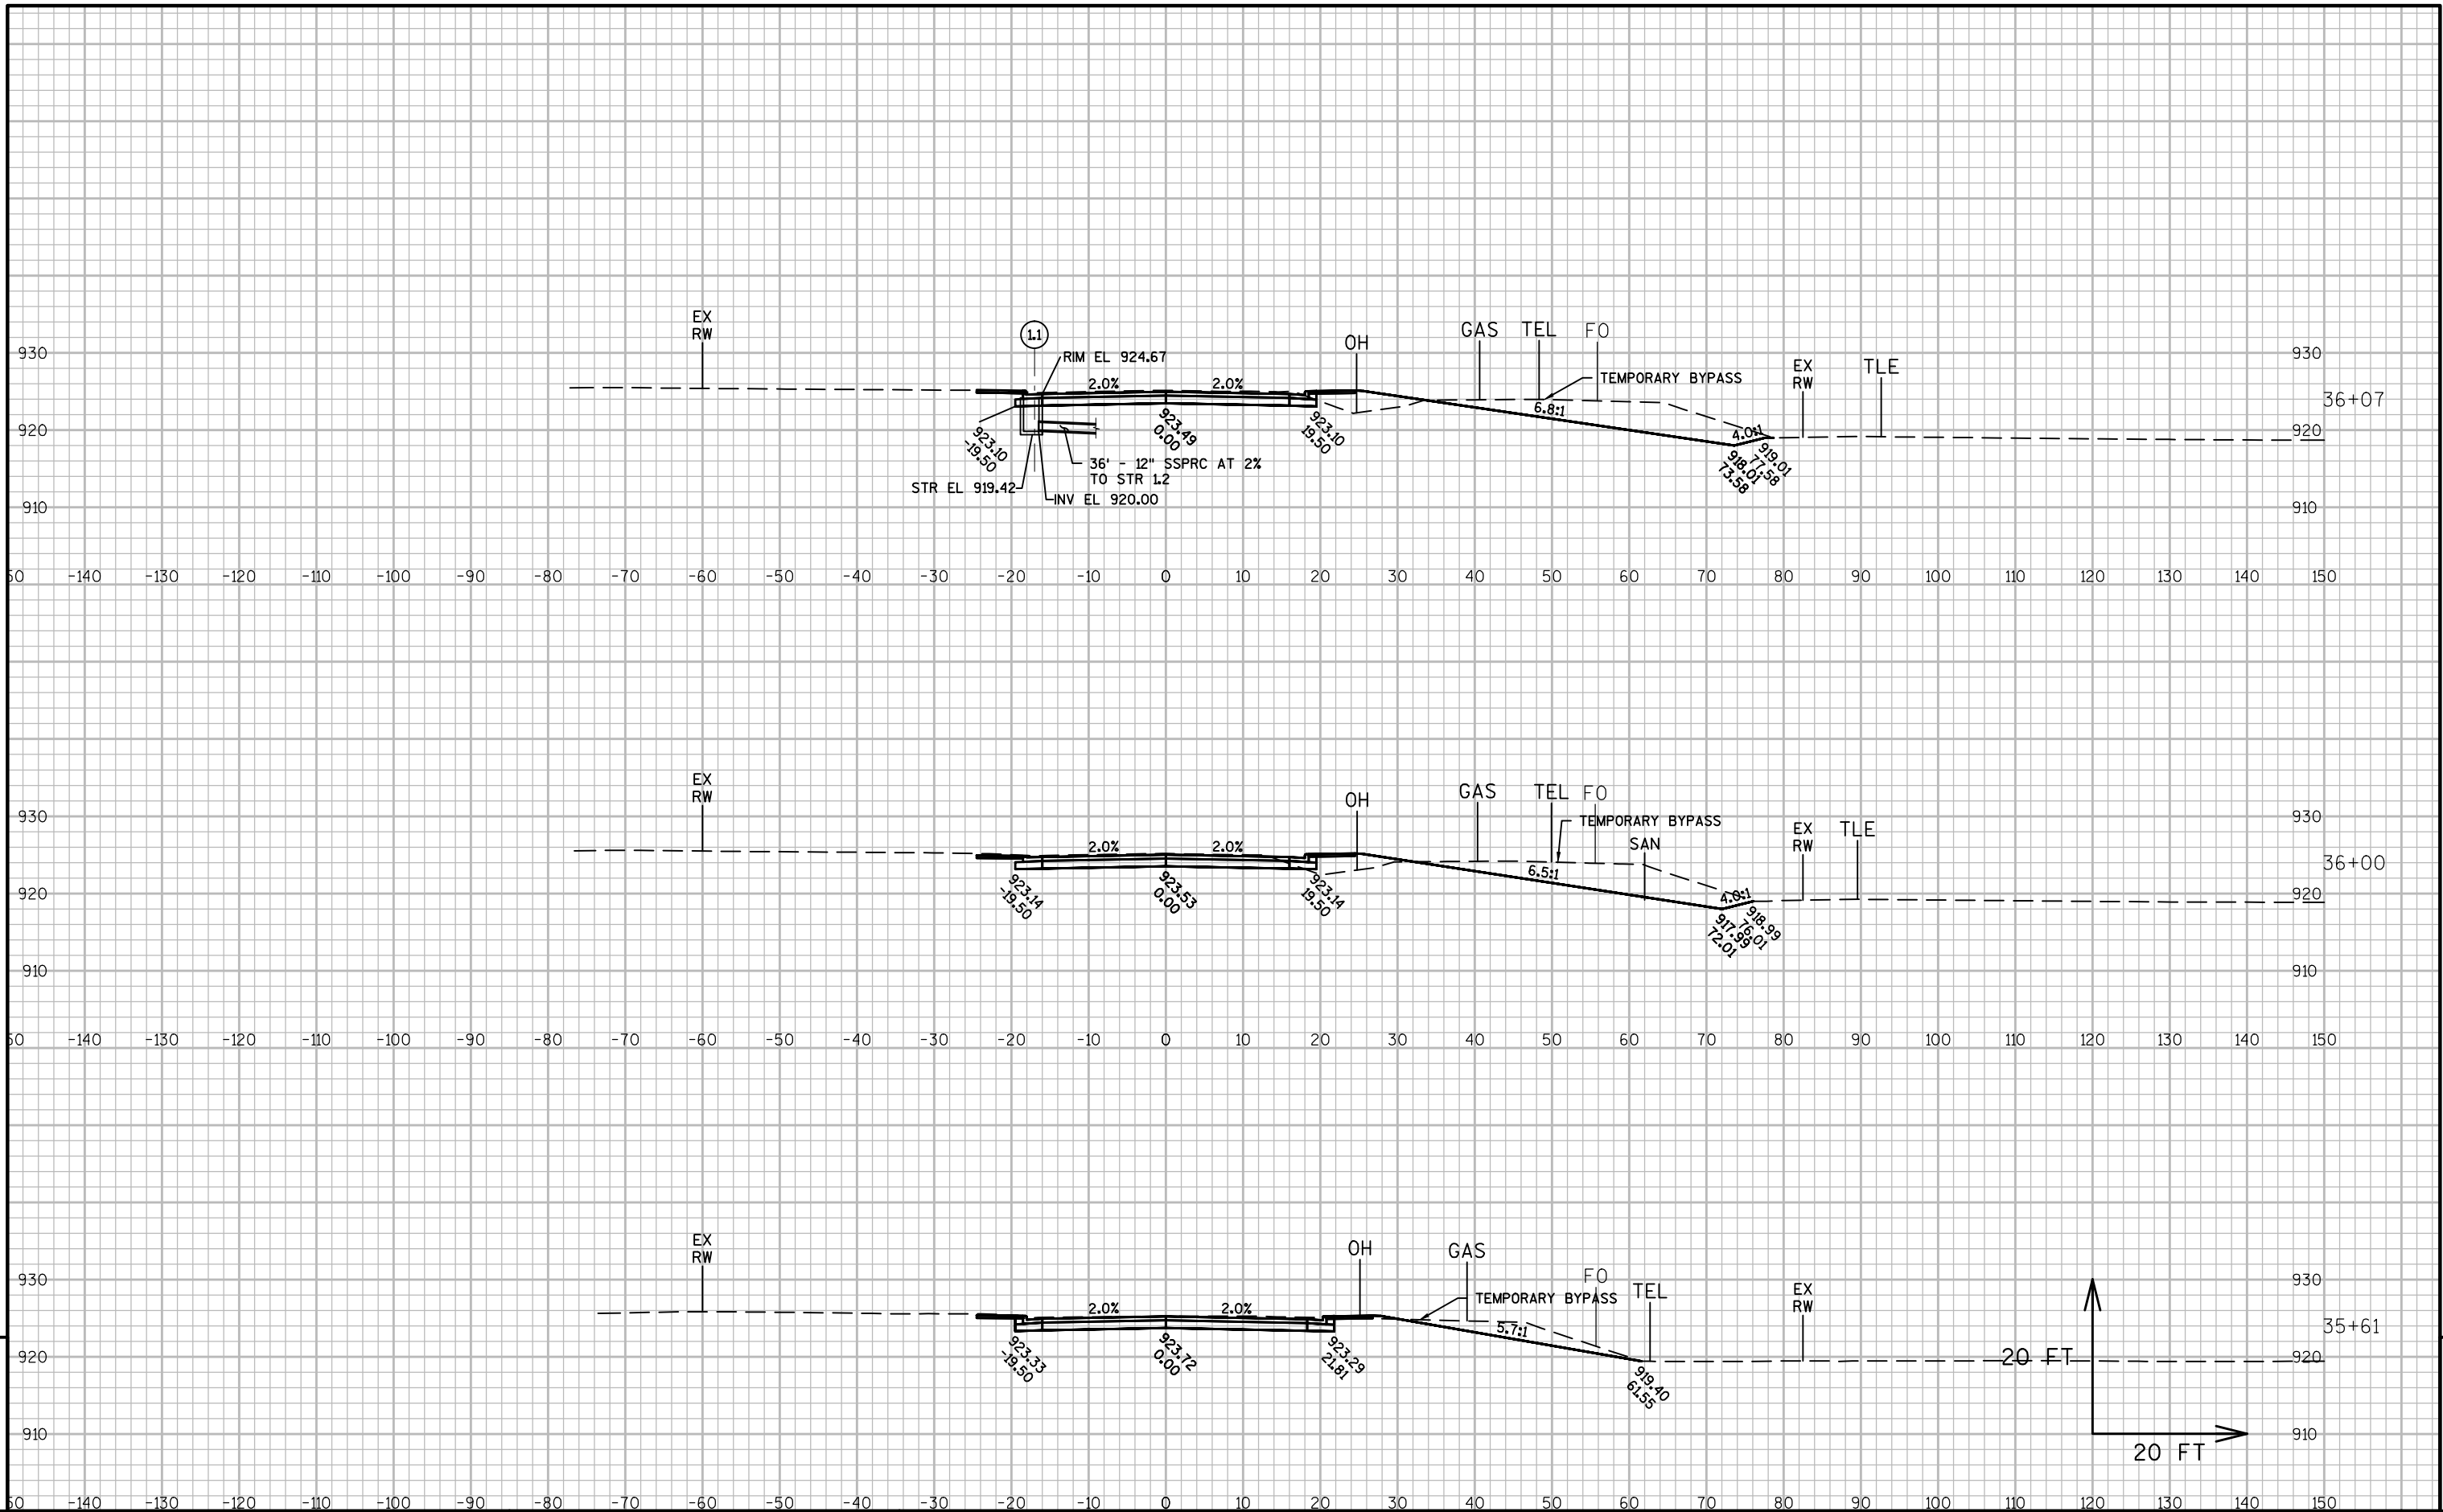 EX
RW
1.1
RIM EL 924.67
2.0%
2.0%
OH
GAS
TEL
FO
TEMPORARY BYPASS
EX
RW
TLE
930
930
36+07
6.8:1
4.0:1
920
920
923.10
-19.50
923.49
0.00
923.10
19.50
919.01
77.58
918.01
73.58
36' - 12" SSPRC AT 2%
TO STR 1.2
STR EL 919.42
INV EL 920.00
910
910
-140 -130 -120 -110 -100 -90 -80 -70 -60 -50 -40 -30 -20 -10 0 10 20 30 40 50 60 70 80 90 100 110 120 130 140 150
EX
RW
OH
GAS
TEL
FO
TEMPORARY BYPASS
SAN
EX
RW
TLE
930
930
2.0%
2.0%
36+00
6.5:1
4.0:1
920
920
923.14
-19.50
923.53
0.00
923.14
19.50
918.99
76.01
917.99
72.01
910
910
-140 -130 -120 -110 -100 -90 -80 -70 -60 -50 -40 -30 -20 -10 0 10 20 30 40 50 60 70 80 90 100 110 120 130 140 150
EX
RW
OH
GAS
FO
TEL
EX
RW
930
930
TEMPORARY BYPASS
2.0%
2.0%
5.7:1
35+61
920
920
923.33
-19.50
923.72
0.00
923.29
21.81
919.40
61.55
20 FT
910
910
20 FT
-140 -130 -120 -110 -100 -90 -80 -70 -60 -50 -40 -30 -20 -10 0 10 20 30 40 50 60 70 80 90 100 110 120 130 140 150